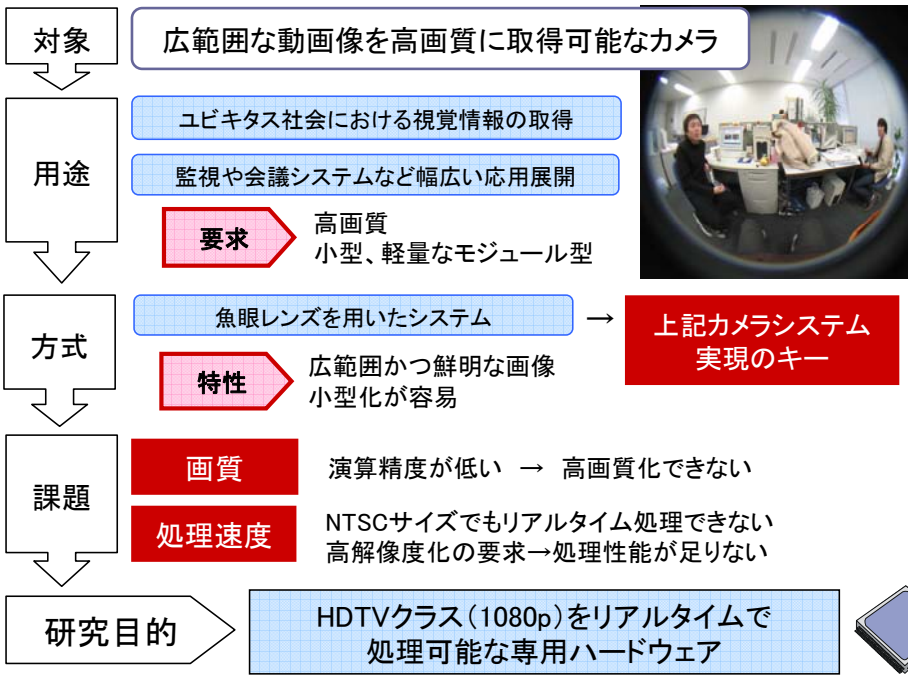 対象
広範囲な動画像を高画質に取得可能なカメラ
用途
ユビキタス社会における視覚情報の取得
監視や会議システムなど幅広い応用展開
要求
高画質
小型、軽量なモジュール型
方式
魚眼レンズを用いたシステム
→
上記カメラシステム
実現のキー
特性
広範囲かつ鮮明な画像
小型化が容易
課題
画質
演算精度が低い → 高画質化できない
処理速度
NTSCサイズでもリアルタイム処理できない
高解像度化の要求→処理性能が足りない
研究目的
HDTVクラス(1080p)をリアルタイムで
処理可能な専用ハードウェア